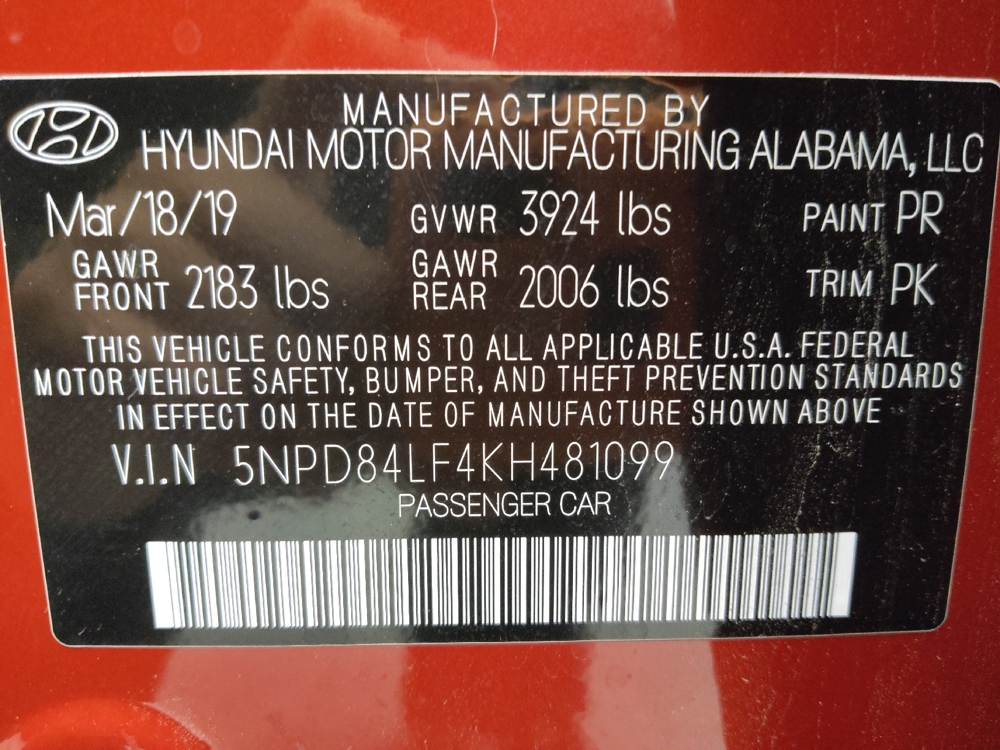 MANUFACTURED BY
HYUNDAI MOTOR MANUFACTURING ALABAMA, LLC
Mar/18/19 GVWR 3924 lbs PAINT PR
GAWR FRONT 2183 lbs GAWR REAR 2006 lbs TRIM PK
THIS VEHICLE CONFORMS TO ALL APPLICABLE U.S.A. FEDERAL
MOTOR VEHICLE SAFETY, BUMPER, AND THEFT PREVENTION STANDARDS
IN EFFECT ON THE DATE OF MANUFACTURE SHOWN ABOVE
V.I.N 5NPD84LF4KH481099
PASSENGER CAR